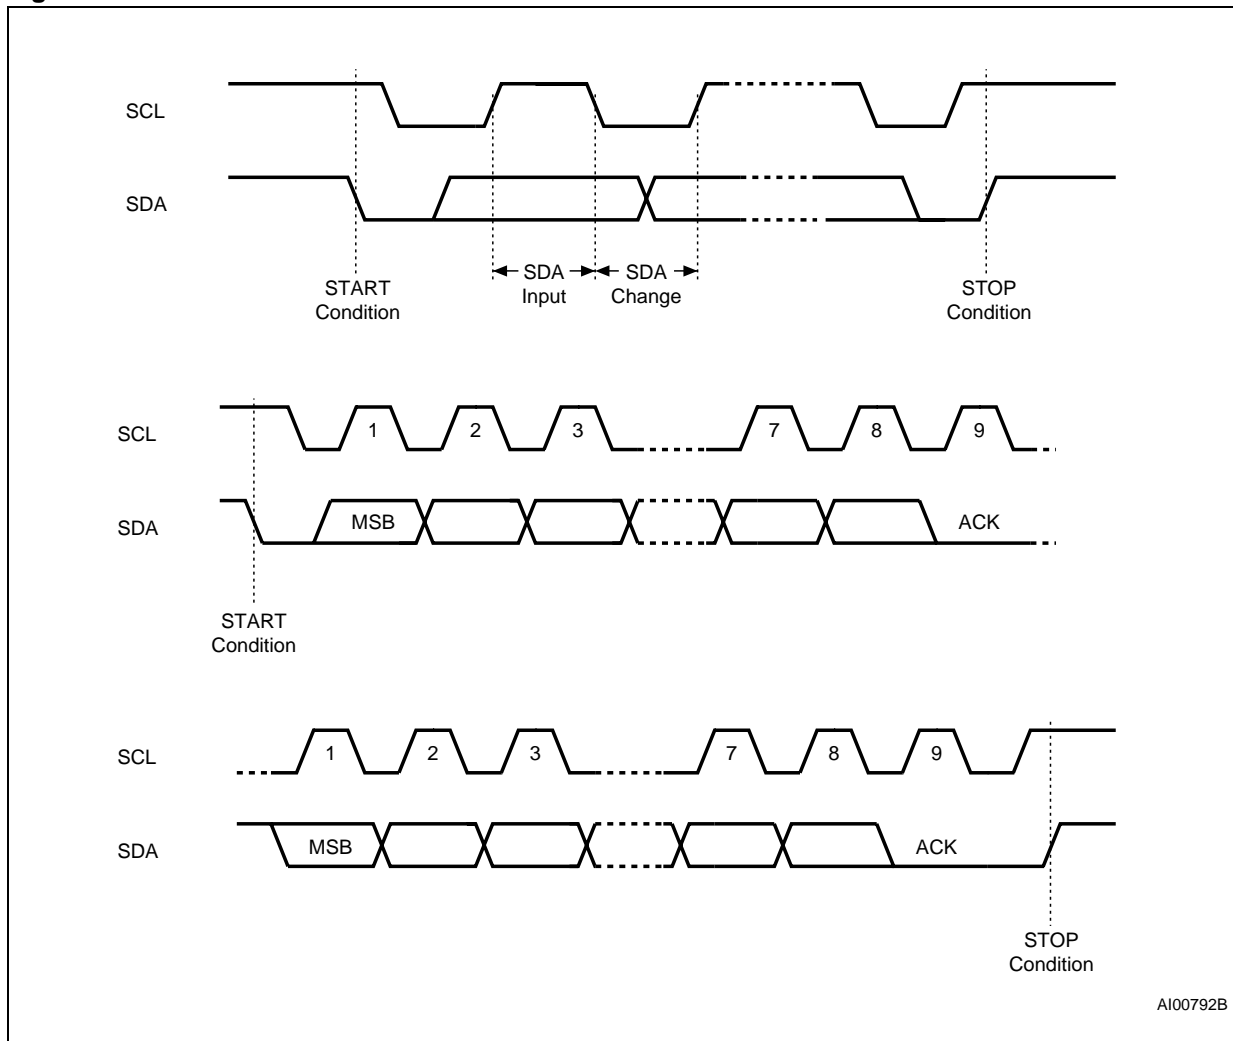 SCL
SDA
SDA
Input
SDA
Change
START
Condition
STOP
Condition
SCL
1 2 3 7 8 9
SDA
MSB ACK
START
Condition
SCL
1 2 3 7 8 9
SDA
MSB ACK
STOP
Condition
AI00792B